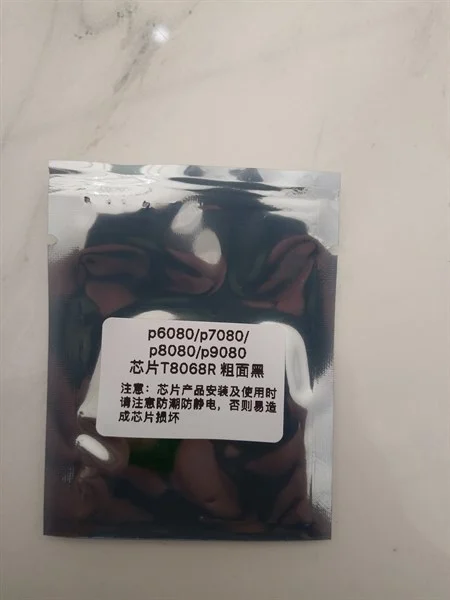 p6080/p7080/
p8080/p9080
芯片T8068R 粗面黑
注意：芯片产品安装及使用时
请注意防潮防静电，否则易造
成芯片损坏